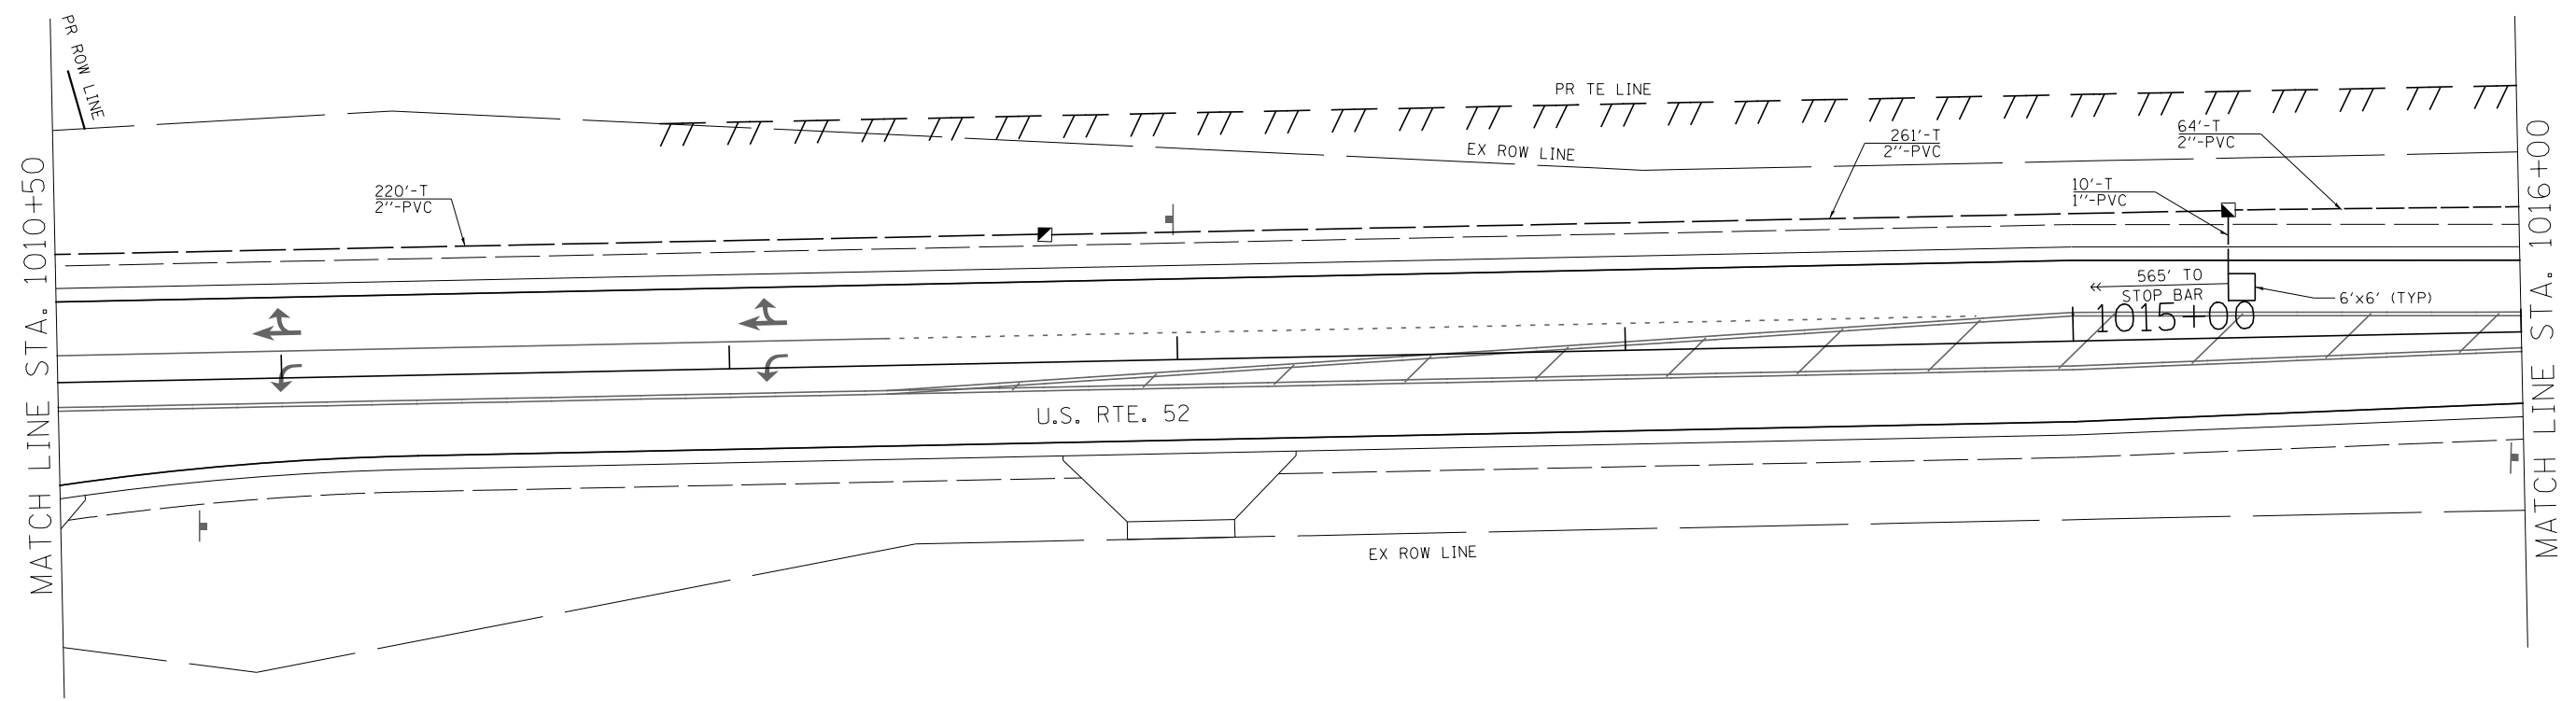 PR ROW LINE
MATCH LINE STA. 1010+50
PR TE LINE
EX ROW LINE
261'-T
2''-PVC
64'-T
2''-PVC
220'-T
2''-PVC
10'-T
1''-PVC
565' TO
STOP BAR
6'x6' (TYP)
1015+00
U.S. RTE. 52
EX ROW LINE
MATCH LINE STA. 1016+00